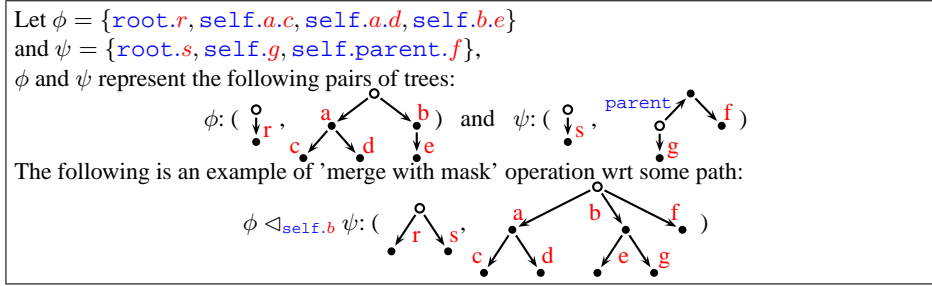 Let ϕ = {root.r, self.a.c, self.a.d, self.b.e}
and ψ = {root.s, self.g, self.parent.f},
ϕ and ψ represent the following pairs of trees:
ϕ: ( r , a b c d e ) and ψ: ( s , parent f g )
The following is an example of 'merge with mask' operation wrt some path:
ϕ ◁self.b ψ: ( r s , a b f c d e g )